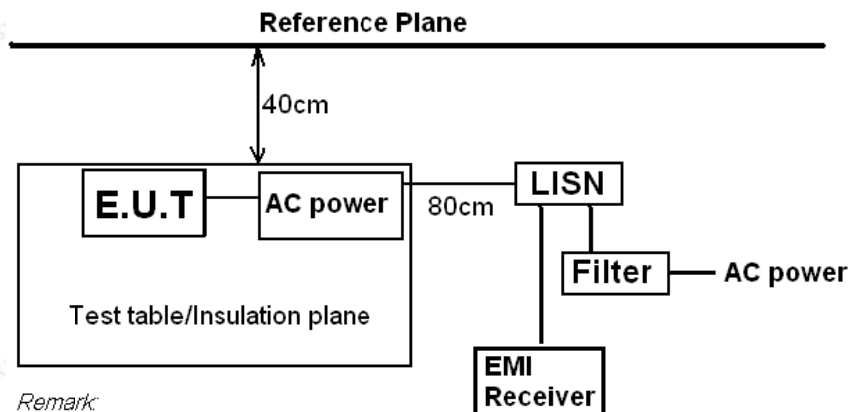 Reference Plane
40cm
E.U.T
AC power
80cm
LISN
Filter
AC power
Test table/Insulation plane
EMI
Receiver
Remark: